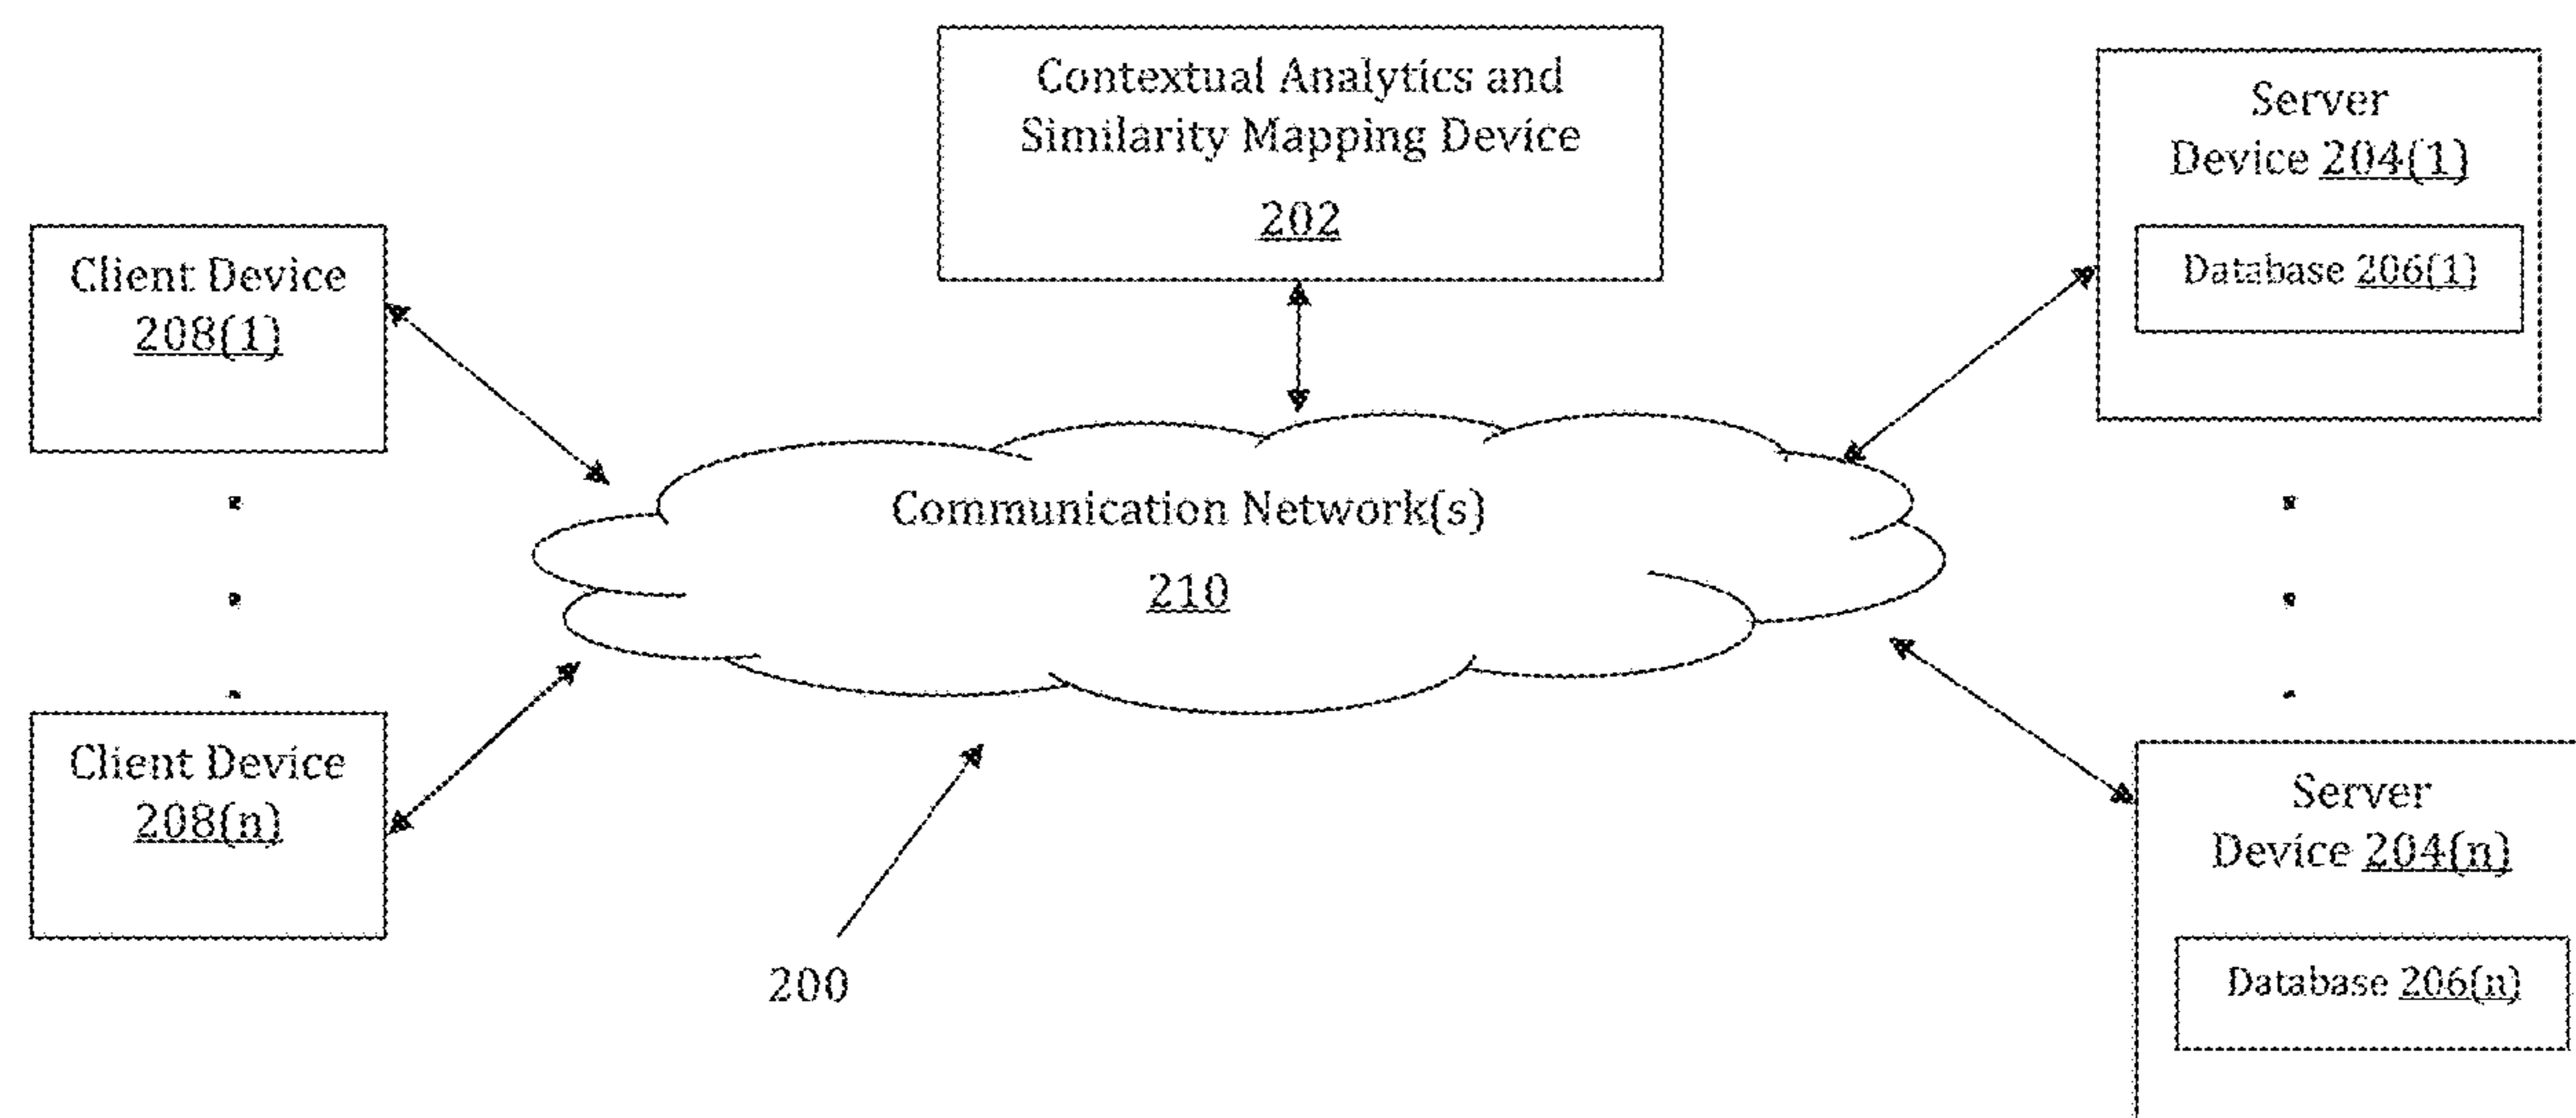 Contextual Analytics and
Similarity Mapping Device
202
Server
Device 204(1)
Database 206(1)
Client Device
208(1)
Communication Network(s)
210
Client Device
208(n)
Server
Device 204(n)
Database 206(n)
200